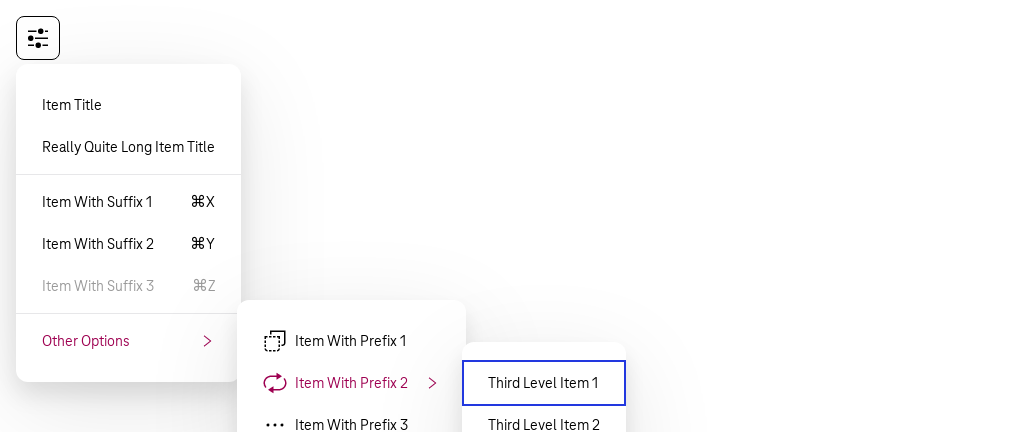 Item Title
Really Quite Long Item Title
Item With Suffix 1 ⌘X
Item With Suffix 2 ⌘Y
Item With Suffix 3 ⌘Z
Other Options
Item With Prefix 1
Item With Prefix 2
Item With Prefix 3
Third Level Item 1
Third Level Item 2